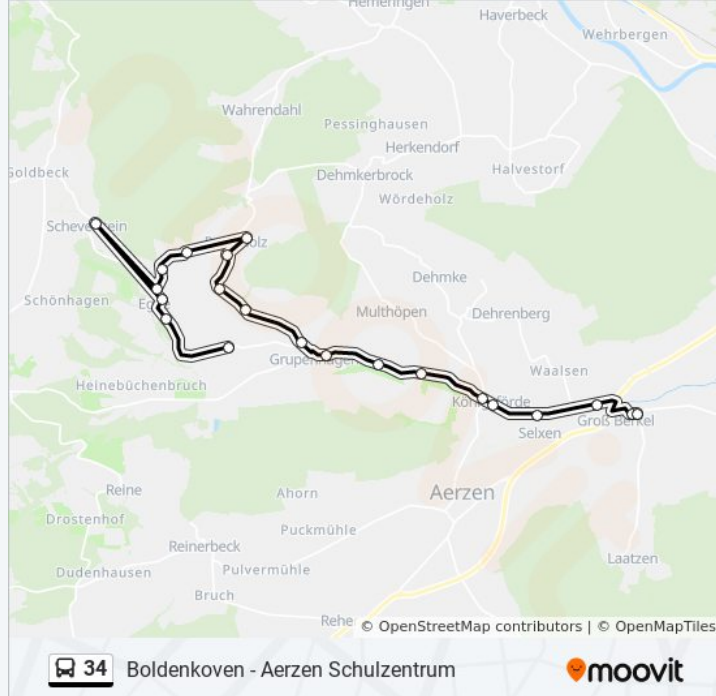 Hemeringen
Haverbeck
Wehrbergen
Wahrendahl
Pessinghausen
Herkendorf
Halvestorf
Goldbeck
Dehmkerbrock
Wördeholz
Dehmke
Schönhagen
Multhöpen
Dehrenberg
Grupenhagen
Waalsen
Heinebüchenbruch
Königsförde
Groß Berkel
Selxen
Aerzen
Reine
Ahorn
Drostenhof
Puckmühle
Reinerbeck
Laatzen
Dudenhausen
Pulvermühle
Bruch
Rehe
© OpenStreetMap contributors | © OpenMapTiles
34 Boldenkoven - Aerzen Schulzentrum
moovit